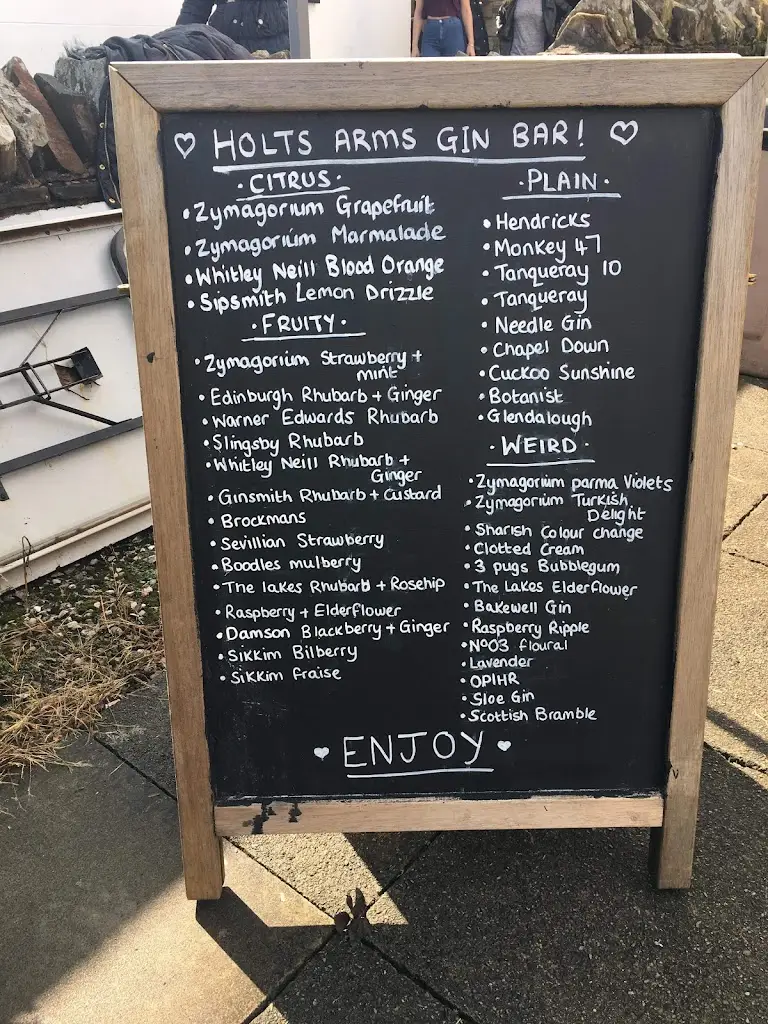 HOLTS ARMS GIN BAR!
· CITRUS ·
• Zymagorium Grapefruit
• Zymagorium Marmalade
• Whitley Neill Blood Orange
• Sipsmith Lemon Drizzle
· FRUITY ·
• Zymagorium Strawberry +
mint
• Edinburgh Rhubarb + Ginger
• Warner Edwards Rhubarb
• Slingsby Rhubarb
• Whitley Neill Rhubarb +
Ginger
• Ginsmith Rhubarb + Custard
• Brockmans
• Sevillian Strawberry
• Boodles mulberry
• The lakes Rhubarb + Rosehip
• Raspberry + Elderflower
• Damson Blackberry + Ginger
• Sikkim Bilberry
• Sikkim fraise
· PLAIN ·
• Hendricks
• Monkey 47
• Tanqueray 10
• Tanqueray
• Needle Gin
• Chapel Down
• Cuckoo Sunshine
• Botanist
• Glendalough
· WEIRD ·
• Zymagorium parma Violets
• Zymagorium Turkish
Delight
• Sharish Colour change
• Clotted Cream
• 3 pugs Bubblegum
• The Lakes Elderflower
• Bakewell Gin
• Raspberry Ripple
• Nº03 floural
• Lavender
• OPIHR
• Sloe Gin
• Scottish Bramble
ENJOY